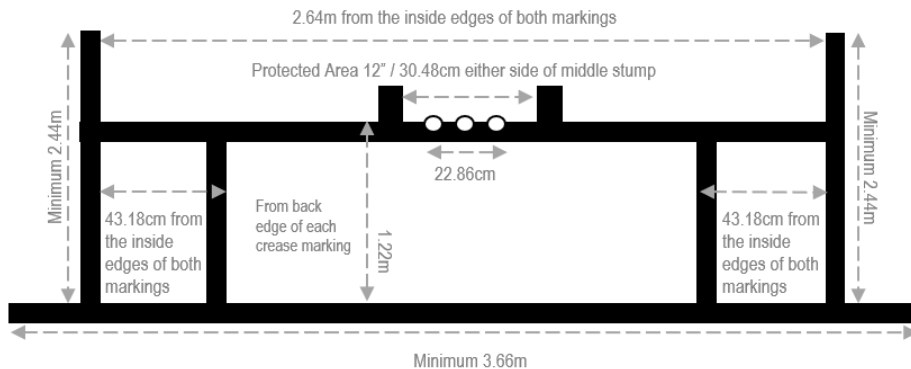 2.64m from the inside edges of both markings
Protected Area 12" / 30.48cm either side of middle stump
Minimum 2.44m
Minimum 2.44m
22.86cm
43.18cm from
the inside
edges of both
markings
From back
edge of each
crease marking
1.22m
43.18cm from
the inside
edges of both
markings
Minimum 3.66m